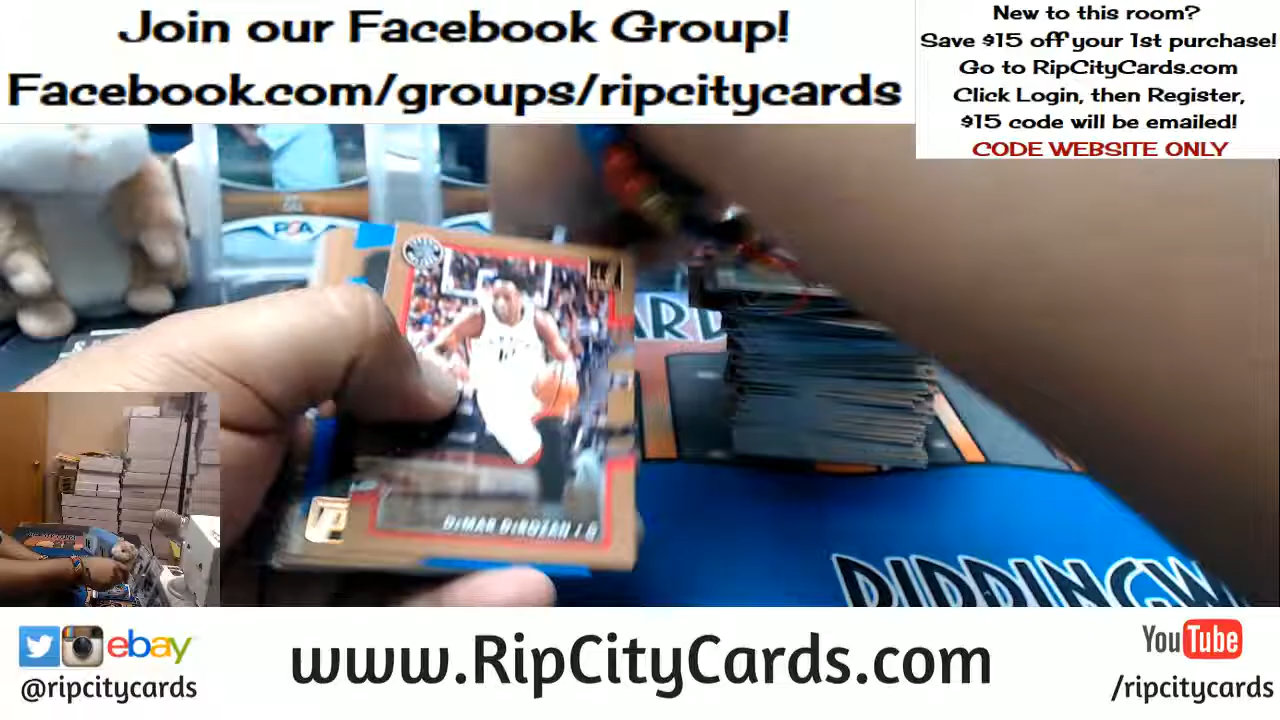 Join our Facebook Group!
Facebook.com/groups/ripcitycards
New to this room?
Save $15 off your 1st purchase!
Go to RipCityCards.com
Click Login, then Register,
$15 code will be emailed!
CODE WEBSITE ONLY
PSA
DEMAR DEROZAN / G
ebay
@ripcitycards
www.RipCityCards.com
YouTube
/ripcitycards